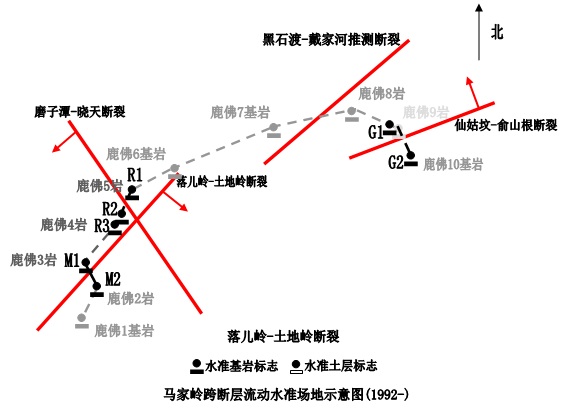 北
黑石渡-戴家河推测断裂
鹿佛8岩
鹿佛7基岩
鹿佛9岩
磨子潭-晓天断裂
G1
仙姑坟-俞山根断裂
鹿佛6基岩
G2
鹿佛10基岩
R1
鹿佛5岩
落儿岭-土地岭断裂
R2
鹿佛4岩
R3
鹿佛3岩
M1
M2
鹿佛2岩
鹿佛1基岩
落儿岭-土地岭断裂
水准基岩标志 水准土层标志
马家岭跨断层流动水准场地示意图(1992-)